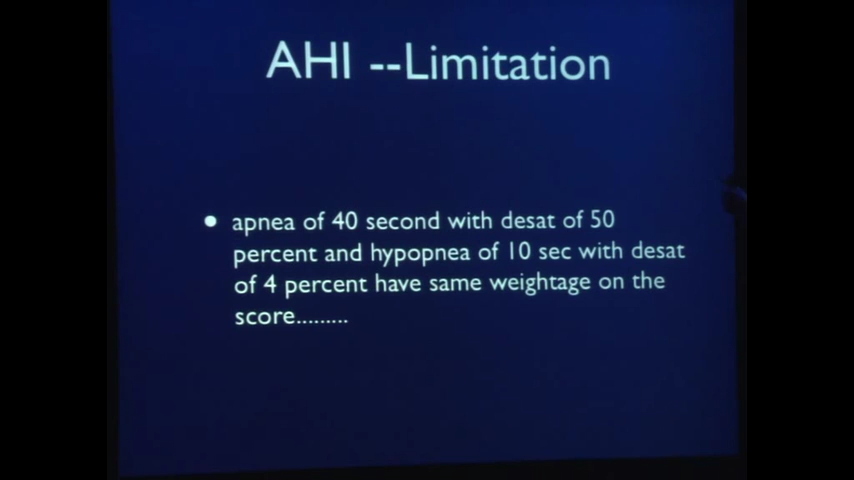 AHI --Limitation
• apnea of 40 second with desat of 50
percent and hypopnea of 10 sec with desat
of 4 percent have same weightage on the
score.........